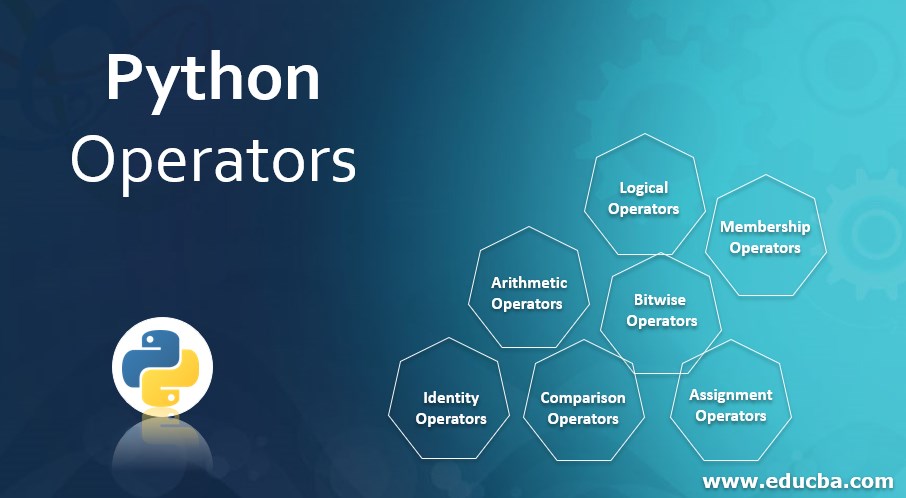 Python
Operators
Logical
Operators
Membership
Operators
Arithmetic
Operators
Bitwise
Operators
Identity
Operators
Comparison
Operators
Assignment
Operators
www.educba.com